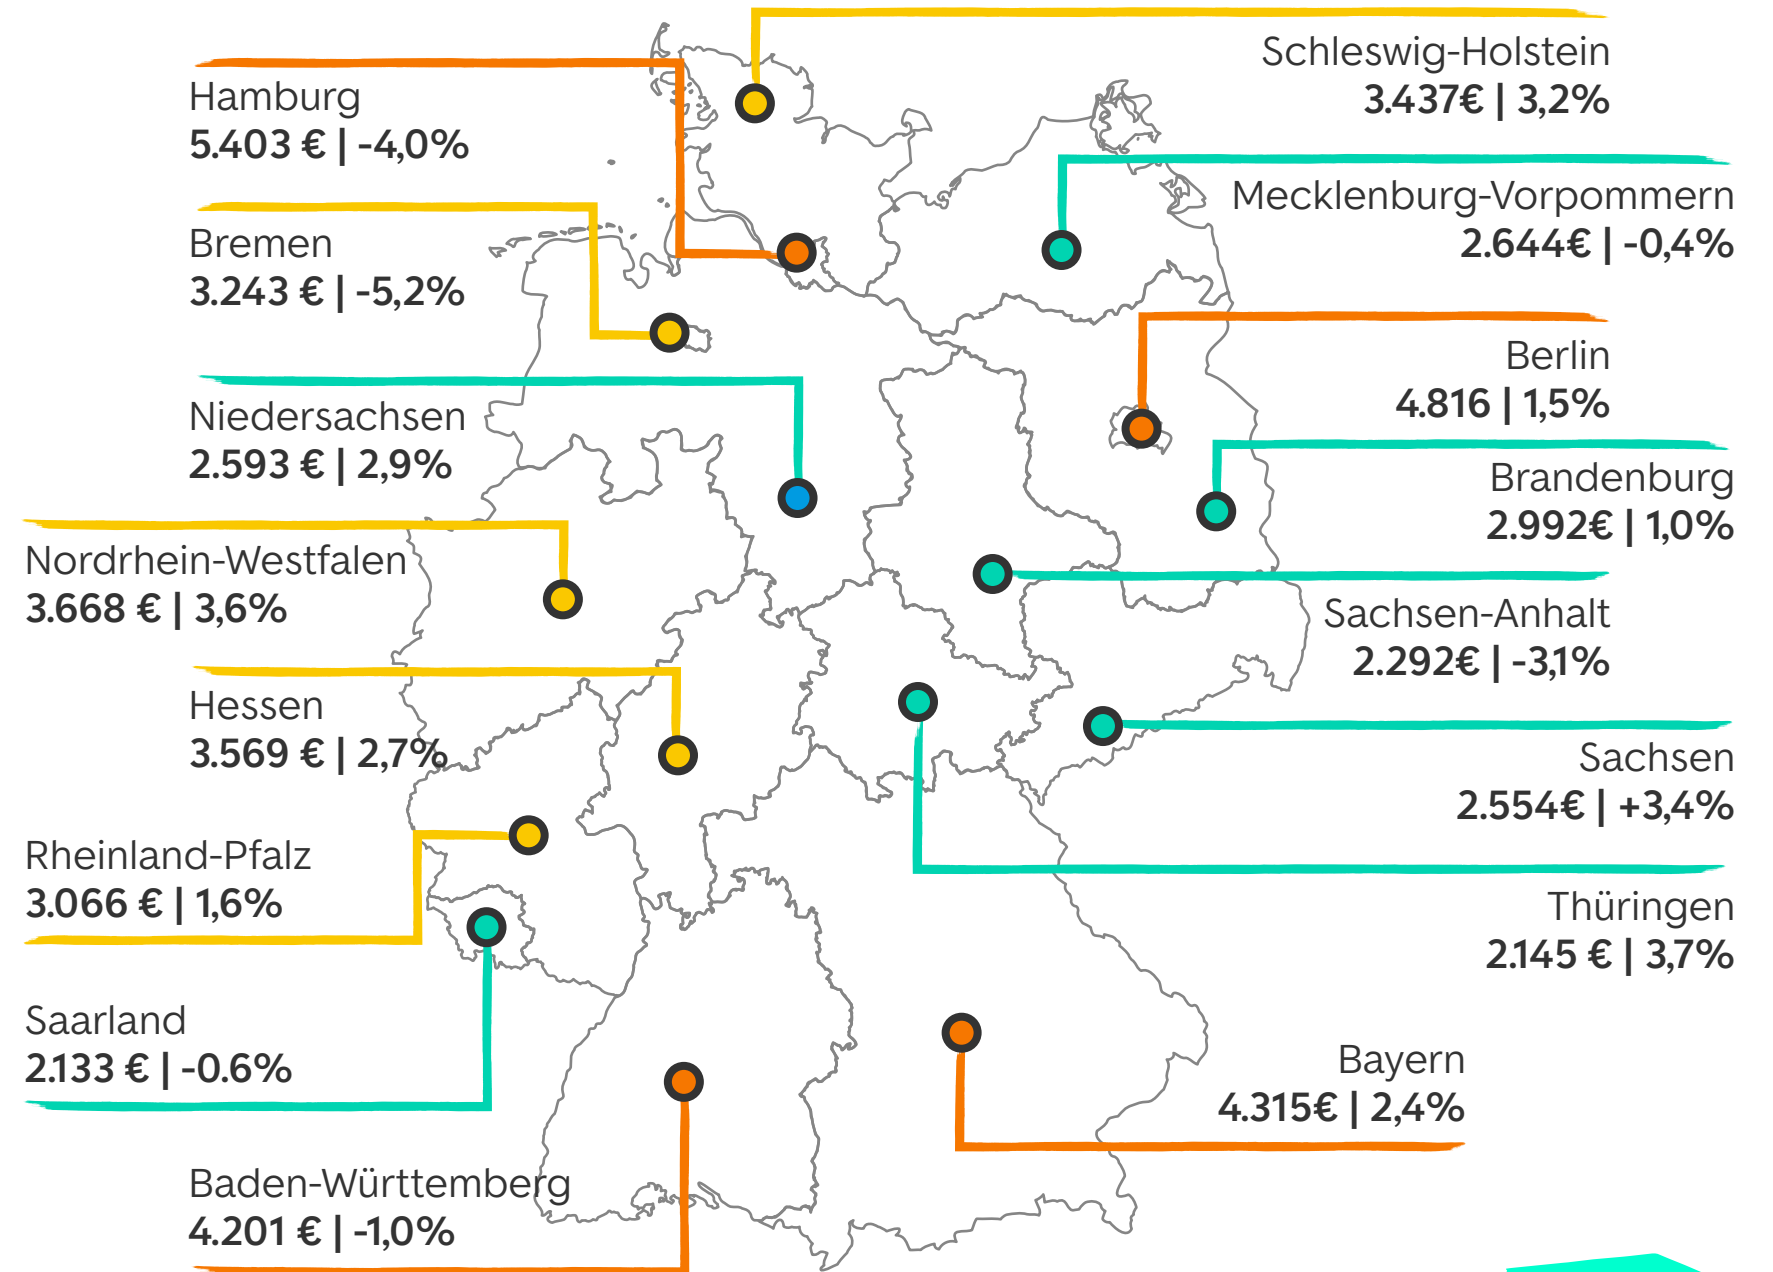 Schleswig-Holstein
3.437€ | 3,2%
Hamburg
5.403 € | -4,0%
Mecklenburg-Vorpommern
2.644€ | -0,4%
Bremen
3.243 € | -5,2%
Berlin
4.816 | 1,5%
Niedersachsen
2.593 € | 2,9%
Brandenburg
2.992€ | 1,0%
Nordrhein-Westfalen
3.668 € | 3,6%
Sachsen-Anhalt
2.292€ | -3,1%
Hessen
3.569 € | 2,7%
Sachsen
2.554€ | +3,4%
Rheinland-Pfalz
3.066 € | 1,6%
Thüringen
2.145 € | 3,7%
Saarland
2.133 € | -0.6%
Bayern
4.315€ | 2,4%
Baden-Württemberg
4.201 € | -1,0%